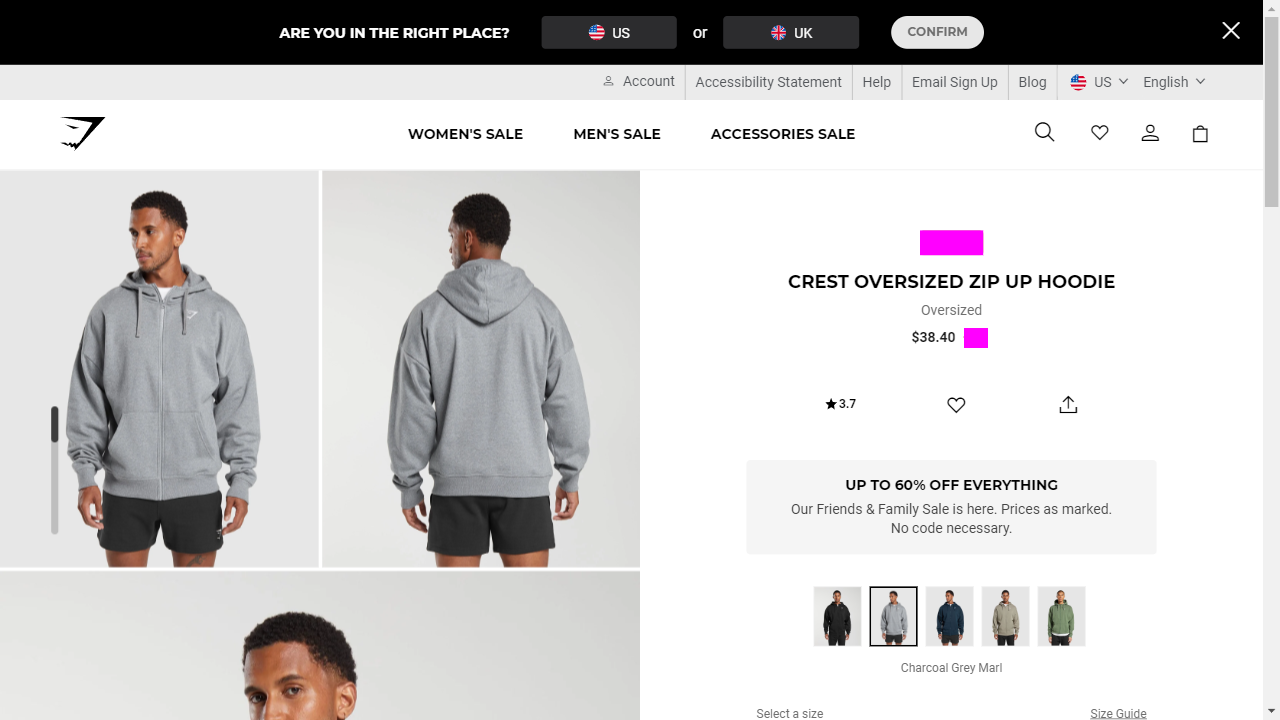 ARE YOU IN THE RIGHT PLACE? US or UK CONFIRM
Account Accessibility Statement Help Email Sign Up Blog US English
WOMEN'S SALE MEN'S SALE ACCESSORIES SALE
CREST OVERSIZED ZIP UP HOODIE
Oversized
$38.40
3.7
UP TO 60% OFF EVERYTHING
Our Friends & Family Sale is here. Prices as marked.
No code necessary.
Charcoal Grey Marl
Select a size Size Guide